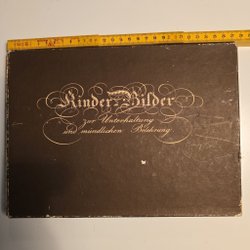 Kinder-Bilder
zur Unterhaltung
und mündlichen Belehrung